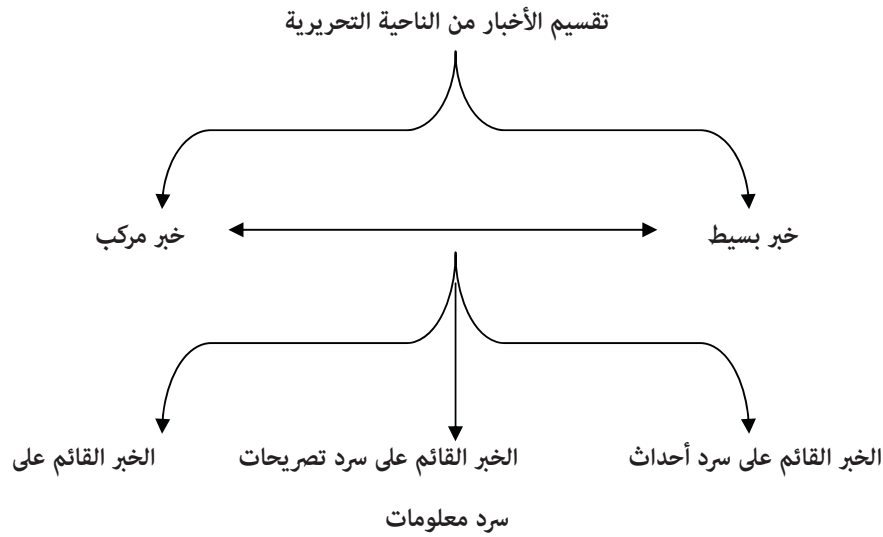 تقسيم الأخبار من الناحية التحريرية
خبر بسيط خبر مركب
الخبر القائم على سرد أحداث الخبر القائم على سرد تصريحات الخبر القائم على
سرد معلومات